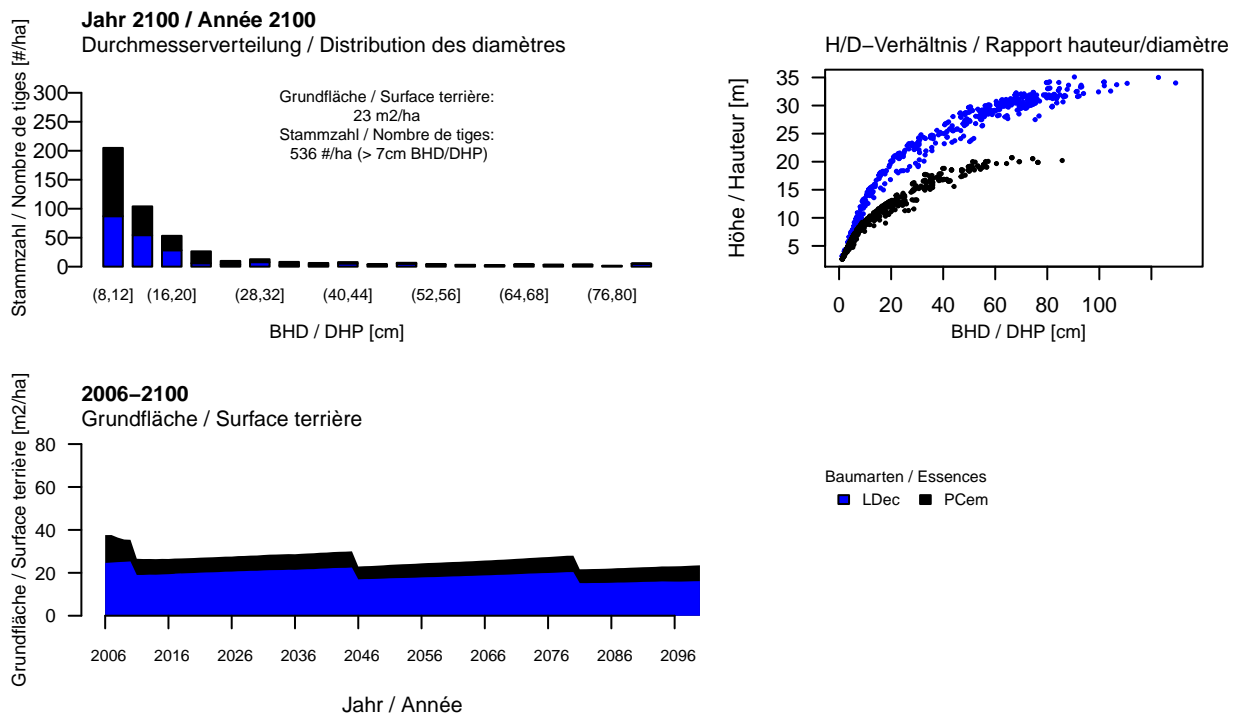 Jahr 2100 / Année 2100
Durchmesserverteilung / Distribution des diamètres
Stammzahl / Nombre de tiges [#/ha]
300
250
200
150
100
50
0
Grundfläche / Surface terrière:
23 m2/ha
Stammzahl / Nombre de tiges:
536 #/ha (> 7cm BHD/DHP)
(8,12] (16,20] (28,32] (40,44] (52,56] (64,68] (76,80]
BHD / DHP [cm]
H/D−Verhältnis / Rapport hauteur/diamètre
Höhe / Hauteur [m]
35
30
25
20
15
10
5
0 20 40 60 80 100
BHD / DHP [cm]
2006−2100
Grundfläche / Surface terrière
Grundfläche / Surface terrière [m2/ha]
80
60
40
20
0
2006 2016 2026 2036 2046 2056 2066 2076 2086 2096
Jahr / Année
Baumarten / Essences
LDec PCem